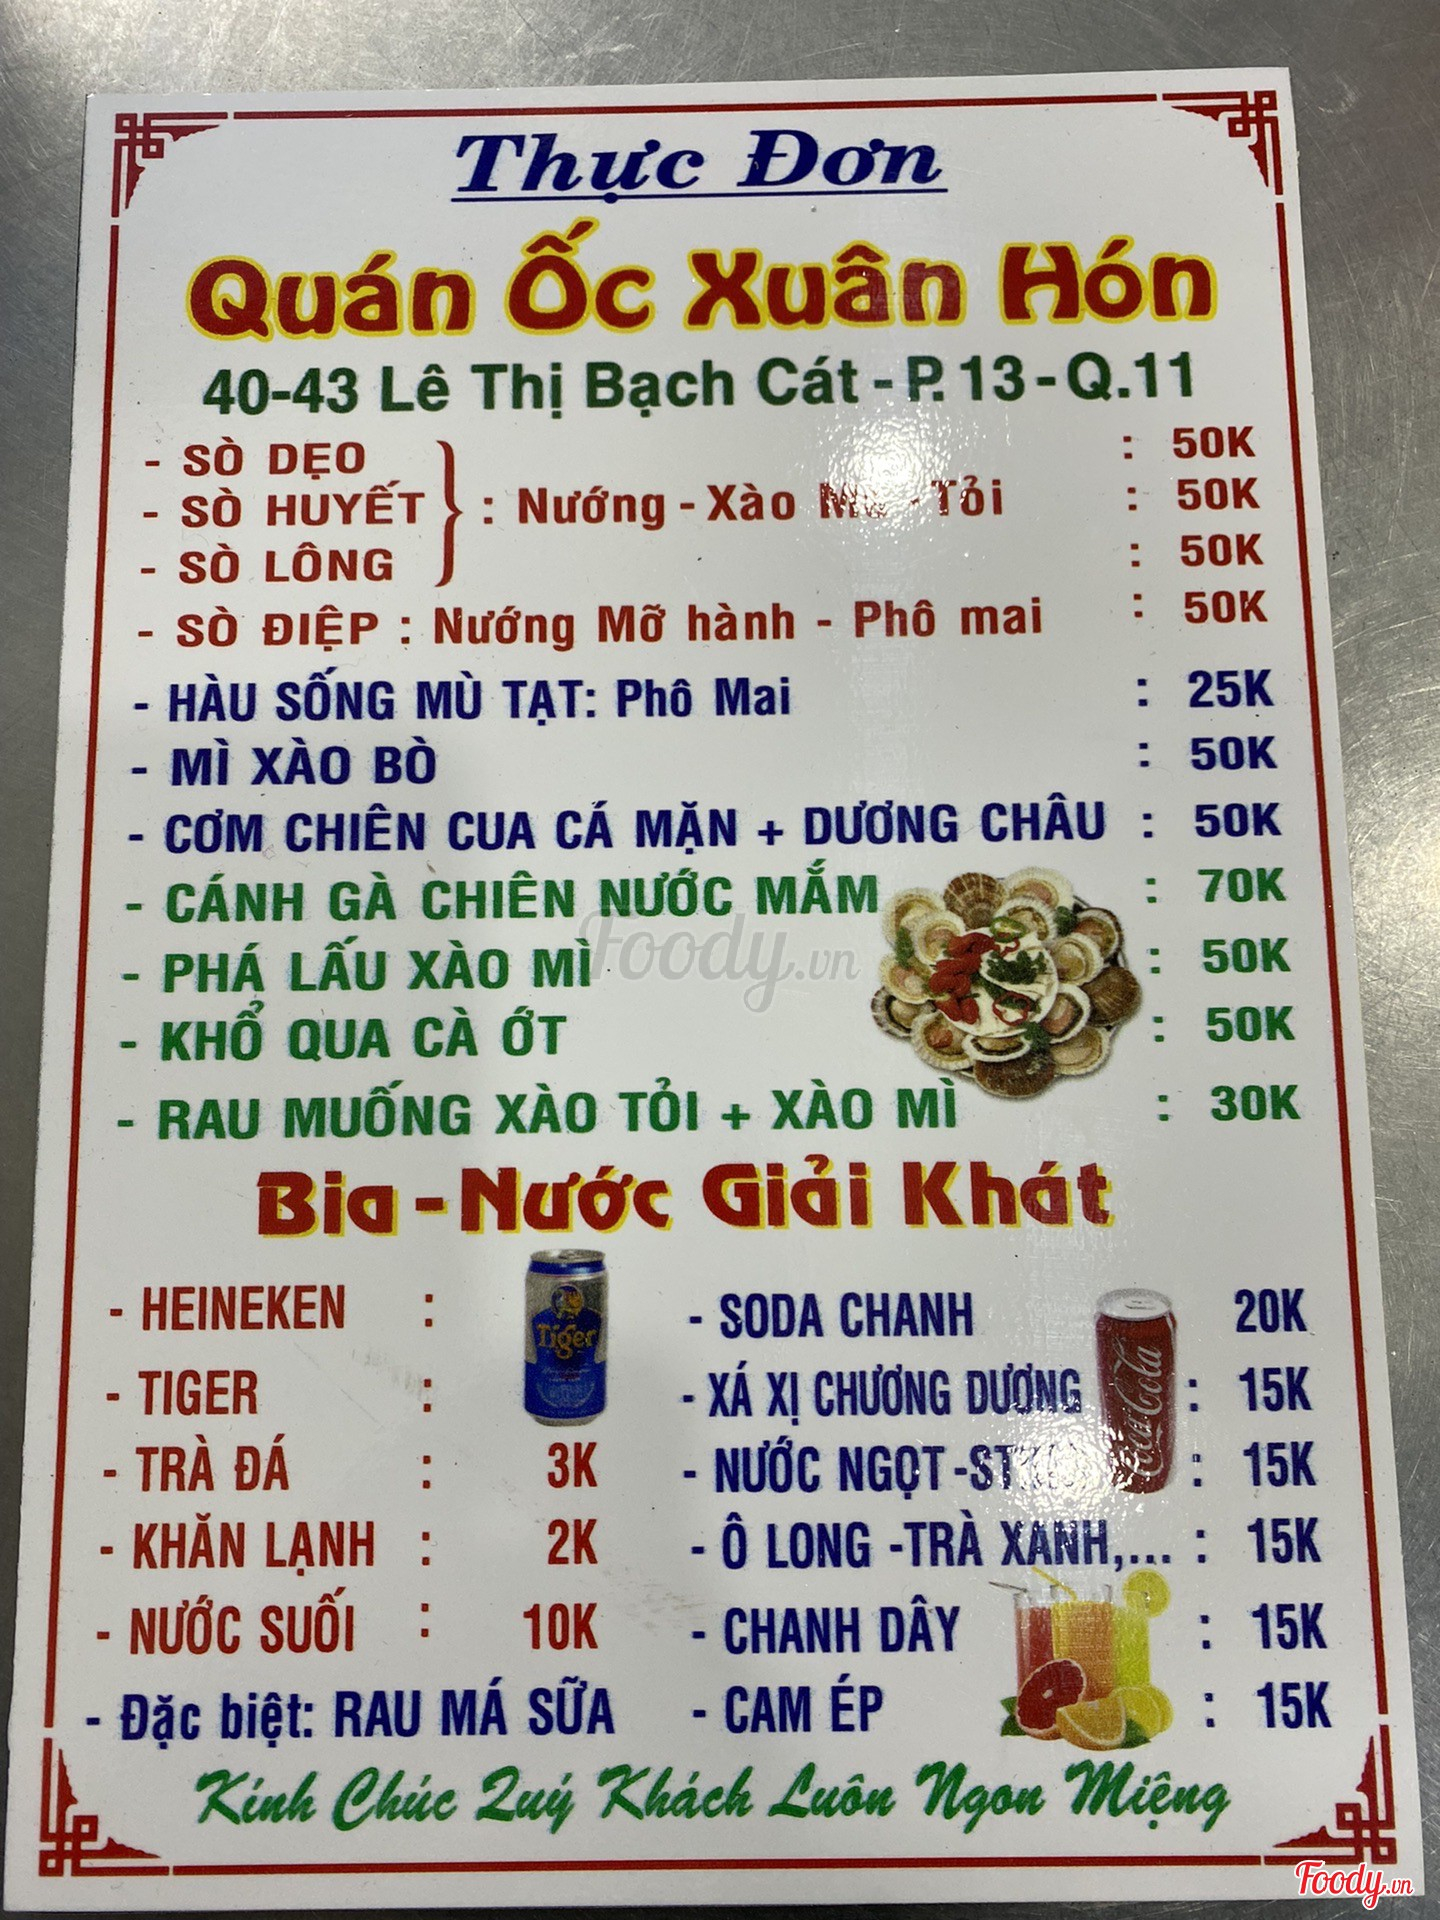 Thực Đơn
Quán Ốc Xuân Hón
40-43 Lê Thị Bạch Cát - P. 13 - Q.11
- SÒ DẸO : 50K
- SÒ HUYẾT : Nướng - Xào - Tỏi : 50K
- SÒ LÔNG : 50K
- SÒ ĐIỆP : Nướng Mỡ hành - Phô mai : 50K
- HÀU SỐNG MÙ TẠT: Phô Mai : 25K
- MÌ XÀO BÒ : 50K
- CƠM CHIÊN CUA CÁ MẶN + DƯƠNG CHÂU : 50K
- CÁNH GÀ CHIÊN NƯỚC MẮM : 70K
- PHÁ LẤU XÀO MÌ : 50K
Foody.vn
- KHỔ QUA CÀ ỚT : 50K
- RAU MUỐNG XÀO TỎI + XÀO MÌ : 30K
Bia - Nước Giải Khát
- HEINEKEN :
- TIGER :
- TRÀ ĐÁ : 3K
- KHĂN LẠNH : 2K
- NƯỚC SUỐI : 10K
- Đặc biệt: RAU MÁ SỮA
Tiger
- SODA CHANH 20K
- XÁ XỊ CHƯƠNG DƯƠNG : 15K
- NƯỚC NGỌT - : 15K
- Ô LONG -TRÀ XANH,... : 15K
- CHANH DÂY : 15K
- CAM ÉP : 15K
Coca-Cola
Kính Chúc Quý Khách Luôn Ngon Miệng
Foody.vn